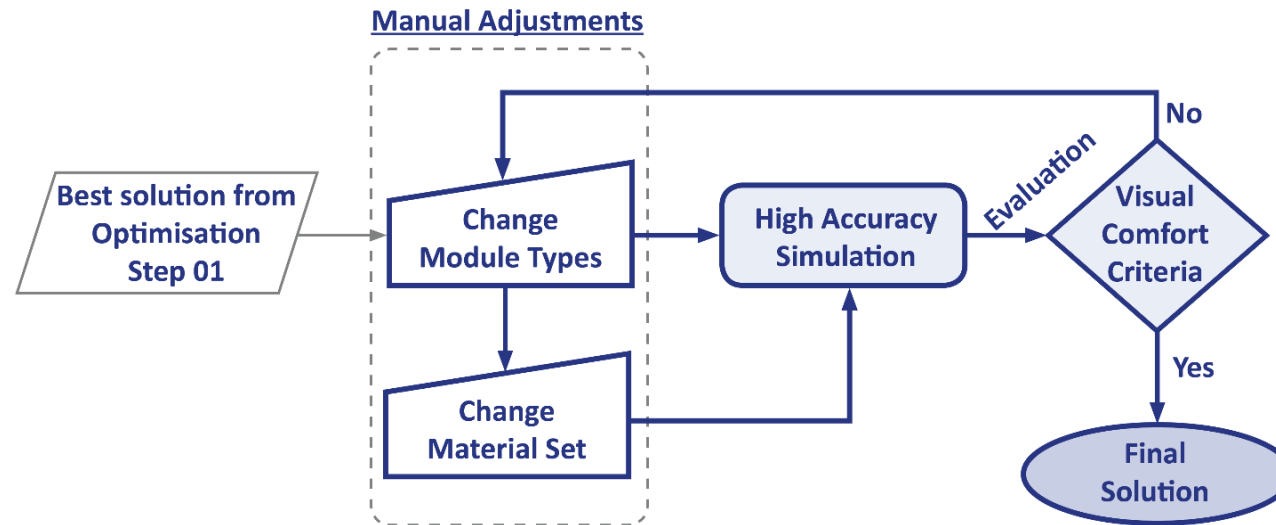 Manual Adjustments
Best solution from
Optimisation
Step 01
Change
Module Types
Change
Material Set
High Accuracy
Simulation
Evaluation
Visual
Comfort
Criteria
No
Yes
Final
Solution